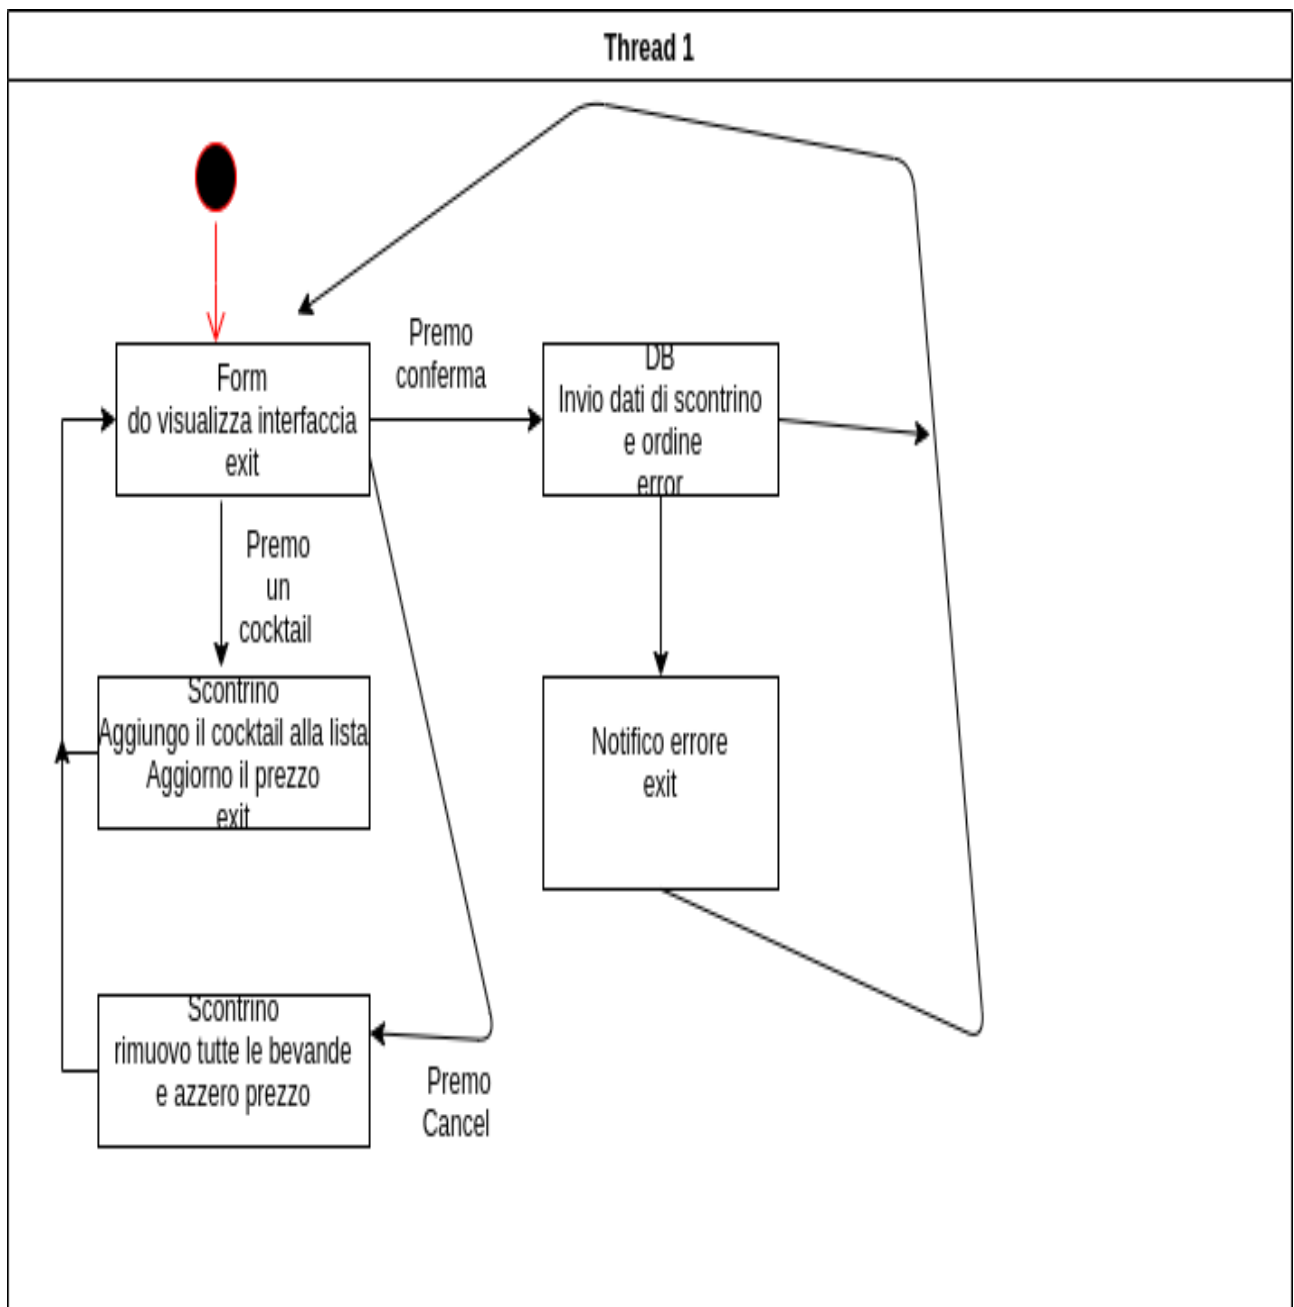 Thread 1
Form
do visualizza interfaccia
exit
Premo
conferma
DB
Invio dati di scontrino
e ordine
error
Premo
un
cocktail
Scontrino
Aggiungo il cocktail alla lista
Aggiorno il prezzo
exit
Notifico errore
exit
Scontrino
rimuovo tutte le bevande
e azzero prezzo
Premo
Cancel